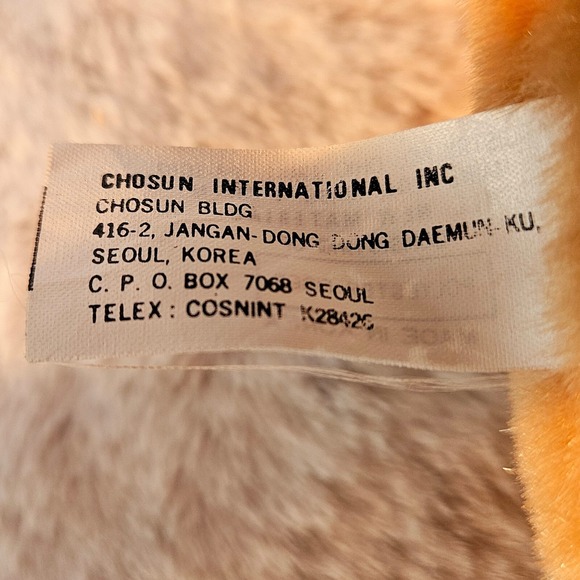 CHOSUN INTERNATIONAL INC
CHOSUN BLDG
416-2, JANGAN-DONG DONG DAEMUN-KU,
SEOUL, KOREA
C. P. O. BOX 7068 SEOUL
TELEX : COSNINT K28426